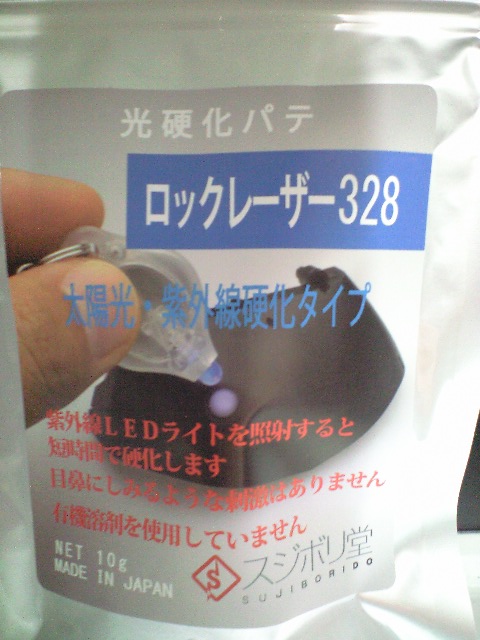 光硬化パテ
ロックレーザー328
太陽光・紫外線硬化タイプ
紫外線LEDライトを照射すると
短時間で硬化します
目鼻にしみるような刺激はありません
有機溶剤を使用していません
NET 10g
MADE IN JAPAN
S
スジボリ堂
SUJIBORIDO